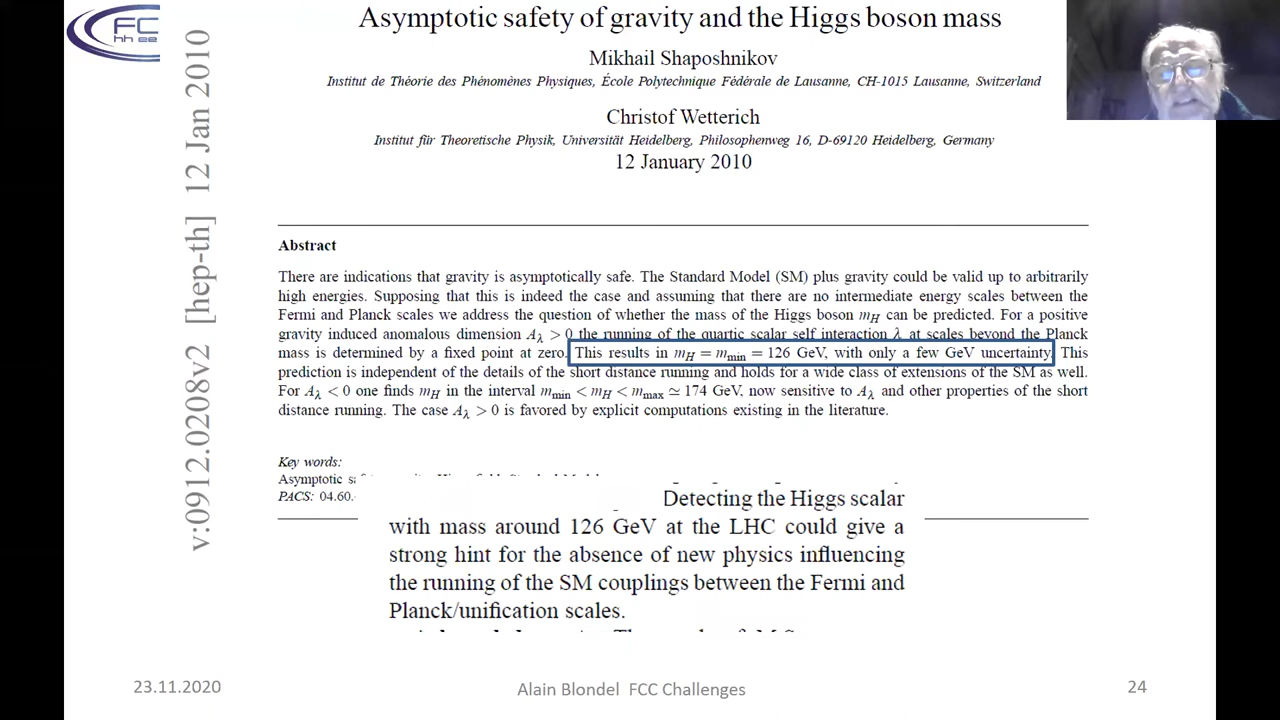 FC
hh ee
v:0912.0208v2 [hep-th] 12 Jan 2010
Asymptotic safety of gravity and the Higgs boson mass
Mikhail Shaposhnikov
Institut de Théorie des Phénomènes Physiques, École Polytechnique Fédérale de Lausanne, CH-1015 Lausanne, Switzerland
Christof Wetterich
Institut für Theoretische Physik, Universität Heidelberg, Philosophenweg 16, D-69120 Heidelberg, Germany
12 January 2010
Abstract
There are indications that gravity is asymptotically safe. The Standard Model (SM) plus gravity could be valid up to arbitrarily
high energies. Supposing that this is indeed the case and assuming that there are no intermediate energy scales between the
Fermi and Planck scales we address the question of whether the mass of the Higgs boson m_H can be predicted. For a positive
gravity induced anomalous dimension A_λ > 0 the running of the quartic scalar self interaction λ at scales beyond the Planck
mass is determined by a fixed point at zero. This results in m_H = m_min = 126 GeV, with only a few GeV uncertainty. This
prediction is independent of the details of the short distance running and holds for a wide class of extensions of the SM as well.
For A_λ < 0 one finds m_H in the interval m_min < m_H < m_max ≃ 174 GeV, now sensitive to A_λ and other properties of the short
distance running. The case A_λ > 0 is favored by explicit computations existing in the literature.
Key words:
Asymptotic
PACS: 04.60.
Detecting the Higgs scalar
with mass around 126 GeV at the LHC could give a
strong hint for the absence of new physics influencing
the running of the SM couplings between the Fermi and
Planck/unification scales.
23.11.2020
Alain Blondel FCC Challenges
24